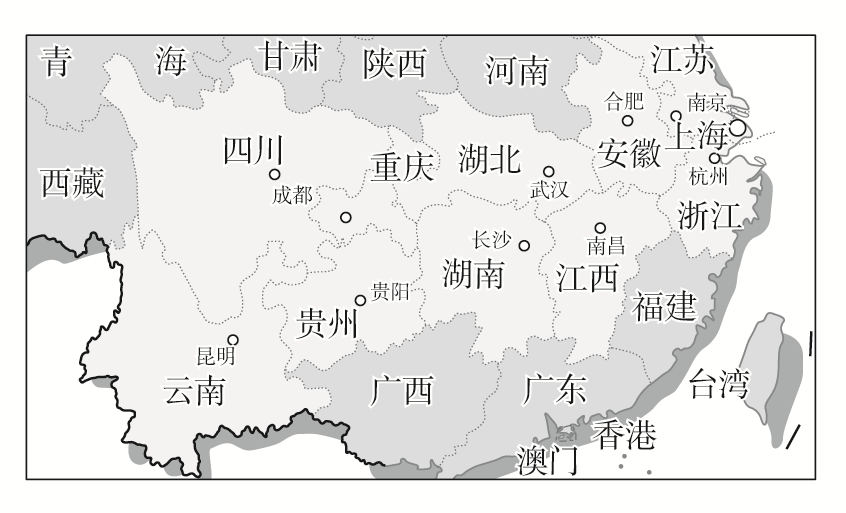 青
海
甘肃
陕西
河南
江苏
合肥
南京
上海
四川
重庆
湖北
安徽
西藏
成都
武汉
杭州
浙江
长沙
南昌
湖南
江西
贵阳
贵州
福建
昆明
云南
广西
广东
台湾
香港
澳门